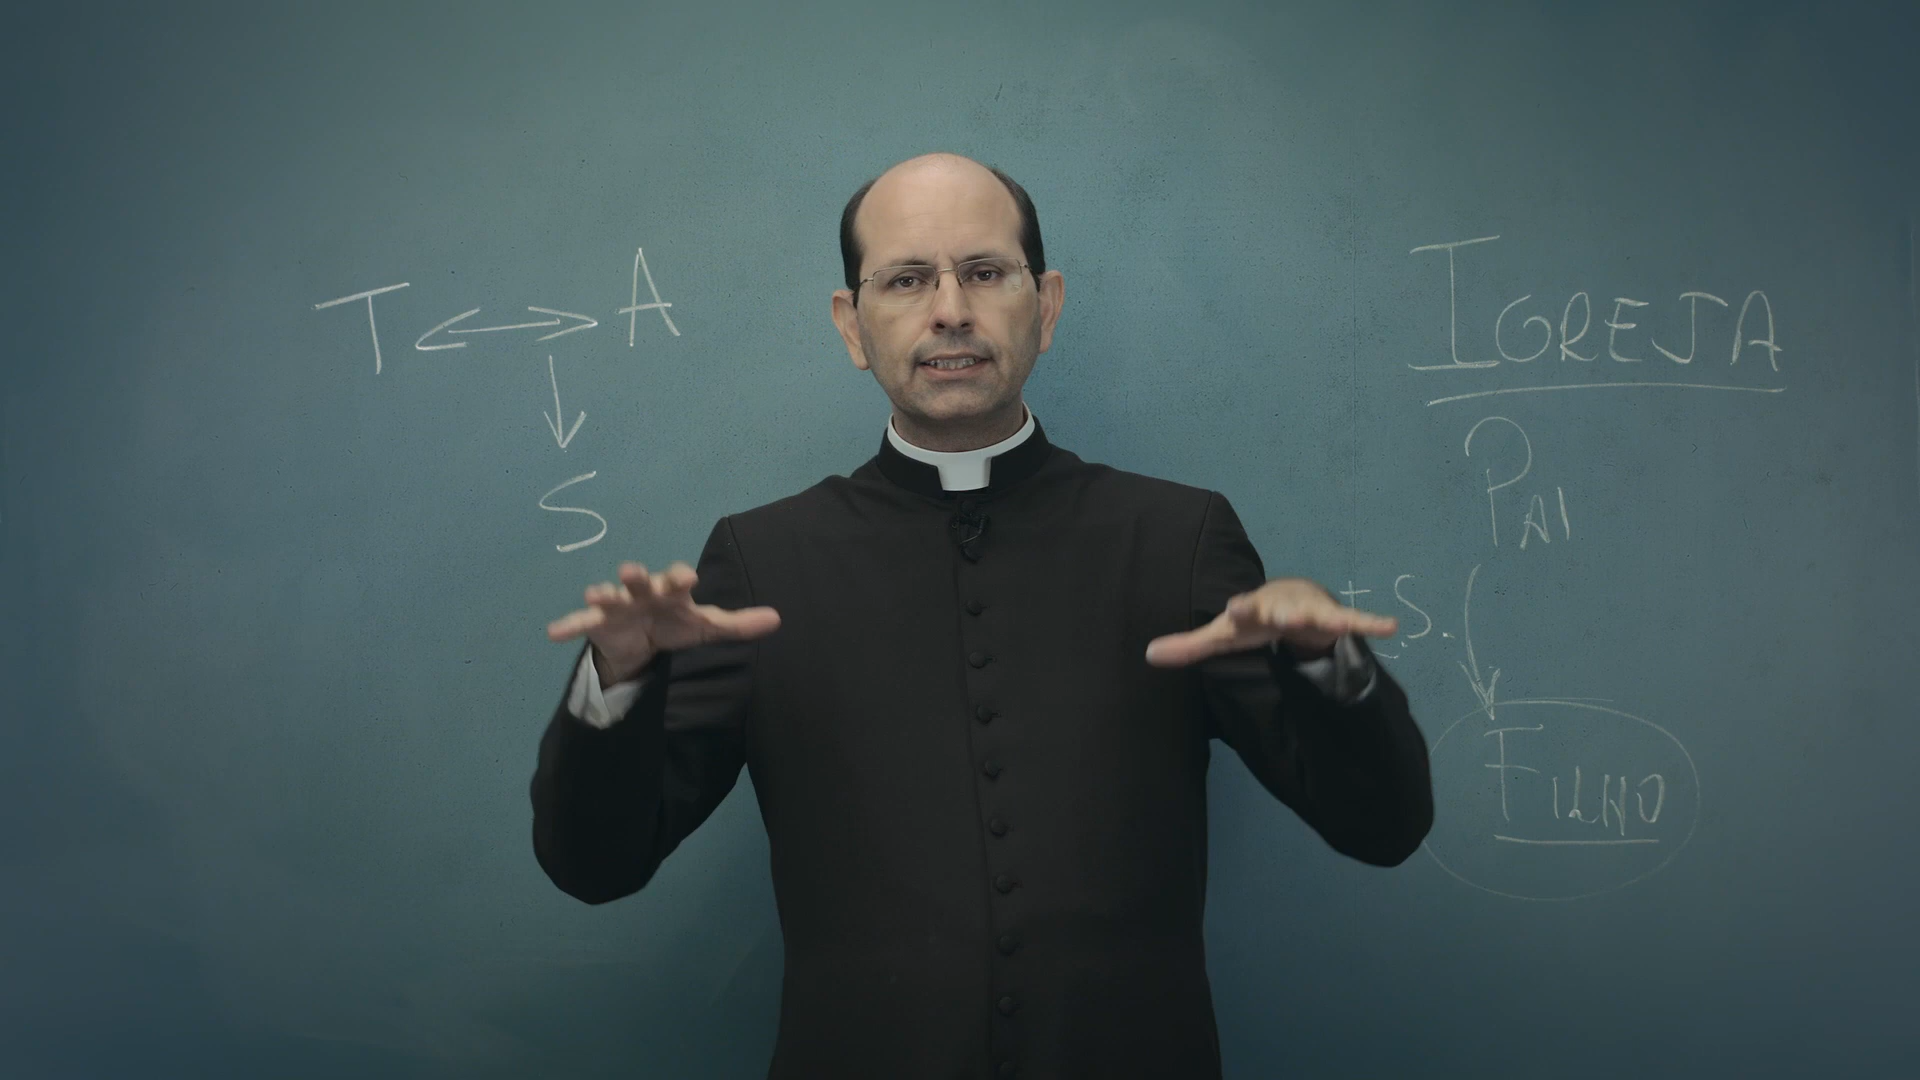 T ↔ A
↓
S
IGREJA
PAI
E.S. ↓
FILHO